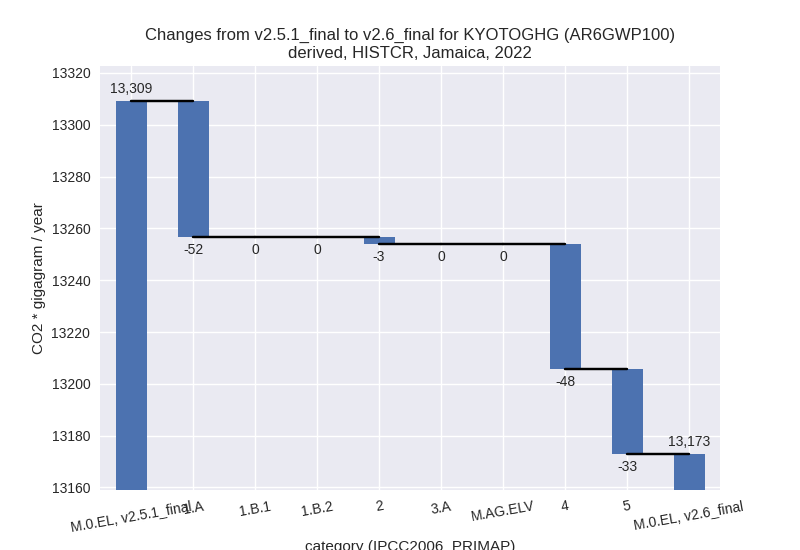 Changes from v2.5.1_final to v2.6_final for KYOTOGHG (AR6GWP100)
derived, HISTCR, Jamaica, 2022
CO2 * gigagram / year
13320
13300
13280
13260
13240
13220
13200
13180
13160
13,309
-52
0
0
-3
0
0
-48
-33
13,173
M.0.EL, v2.5.1_final
1.A
1.B.1
1.B.2
2
3.A
M.AG.ELV
4
5
M.0.EL, v2.6_final
category (IPCC2006_PRIMAP)